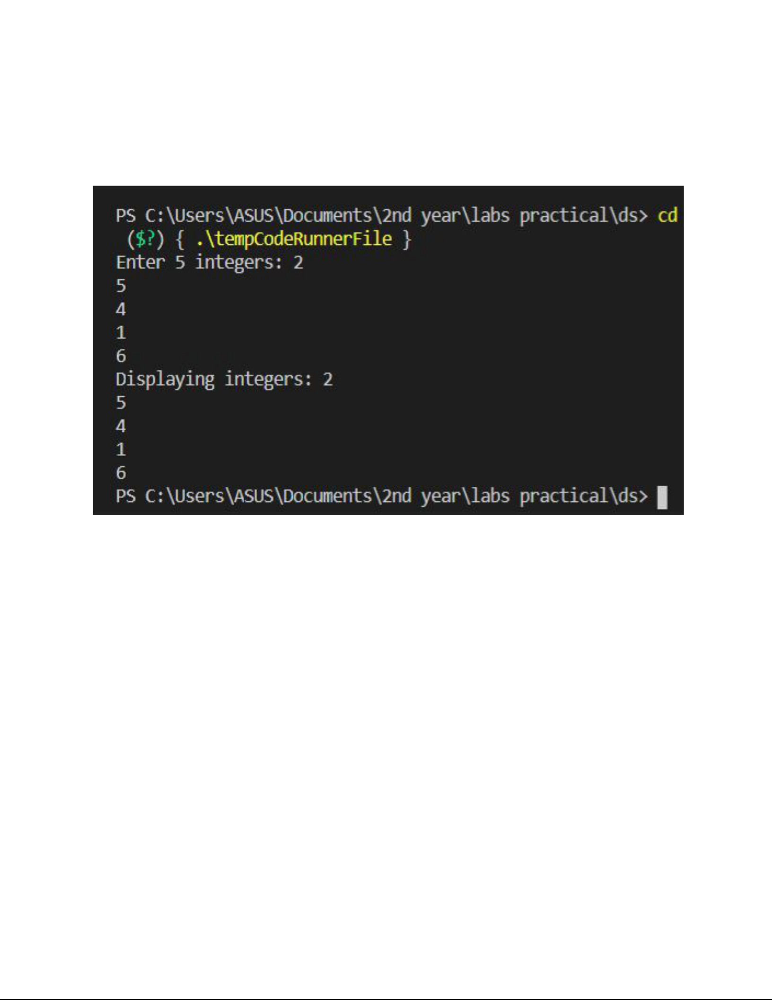 PS C:\Users\ASUS\Documents\2nd year\labs practical\ds> cd
($?) { .\tempCodeRunnerFile }
Enter 5 integers: 2
5
4
1
6
Displaying integers: 2
5
4
1
6
PS C:\Users\ASUS\Documents\2nd year\labs practical\ds>